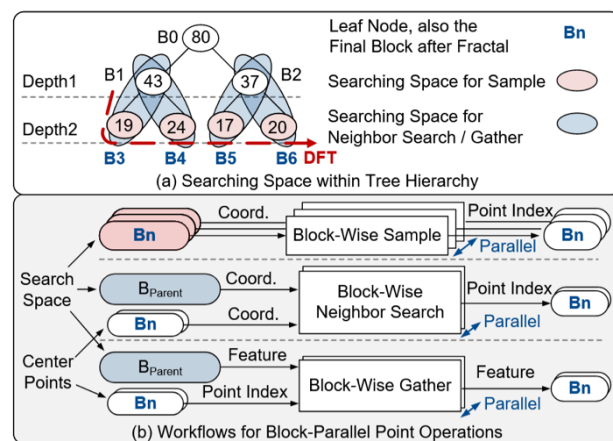 B0 80
Leaf Node, also the
Final Block after Fractal
Bn
B1 43 37 B2
Depth1
Searching Space for Sample
Depth2
19 24 17 20
Searching Space for
Neighbor Search / Gather
B3 B4 B5 B6 DFT
(a) Searching Space within Tree Hierarchy
Bn
Coord.
Block-Wise Sample
Point Index
Bn
Parallel
Search
Space
BParent
Coord.
Block-Wise
Neighbor Search
Point Index
Bn
Bn
Coord.
Parallel
Center
Points
BParent
Feature
Block-Wise Gather
Feature
Bn
Bn
Point Index
Parallel
(b) Workflows for Block-Parallel Point Operations